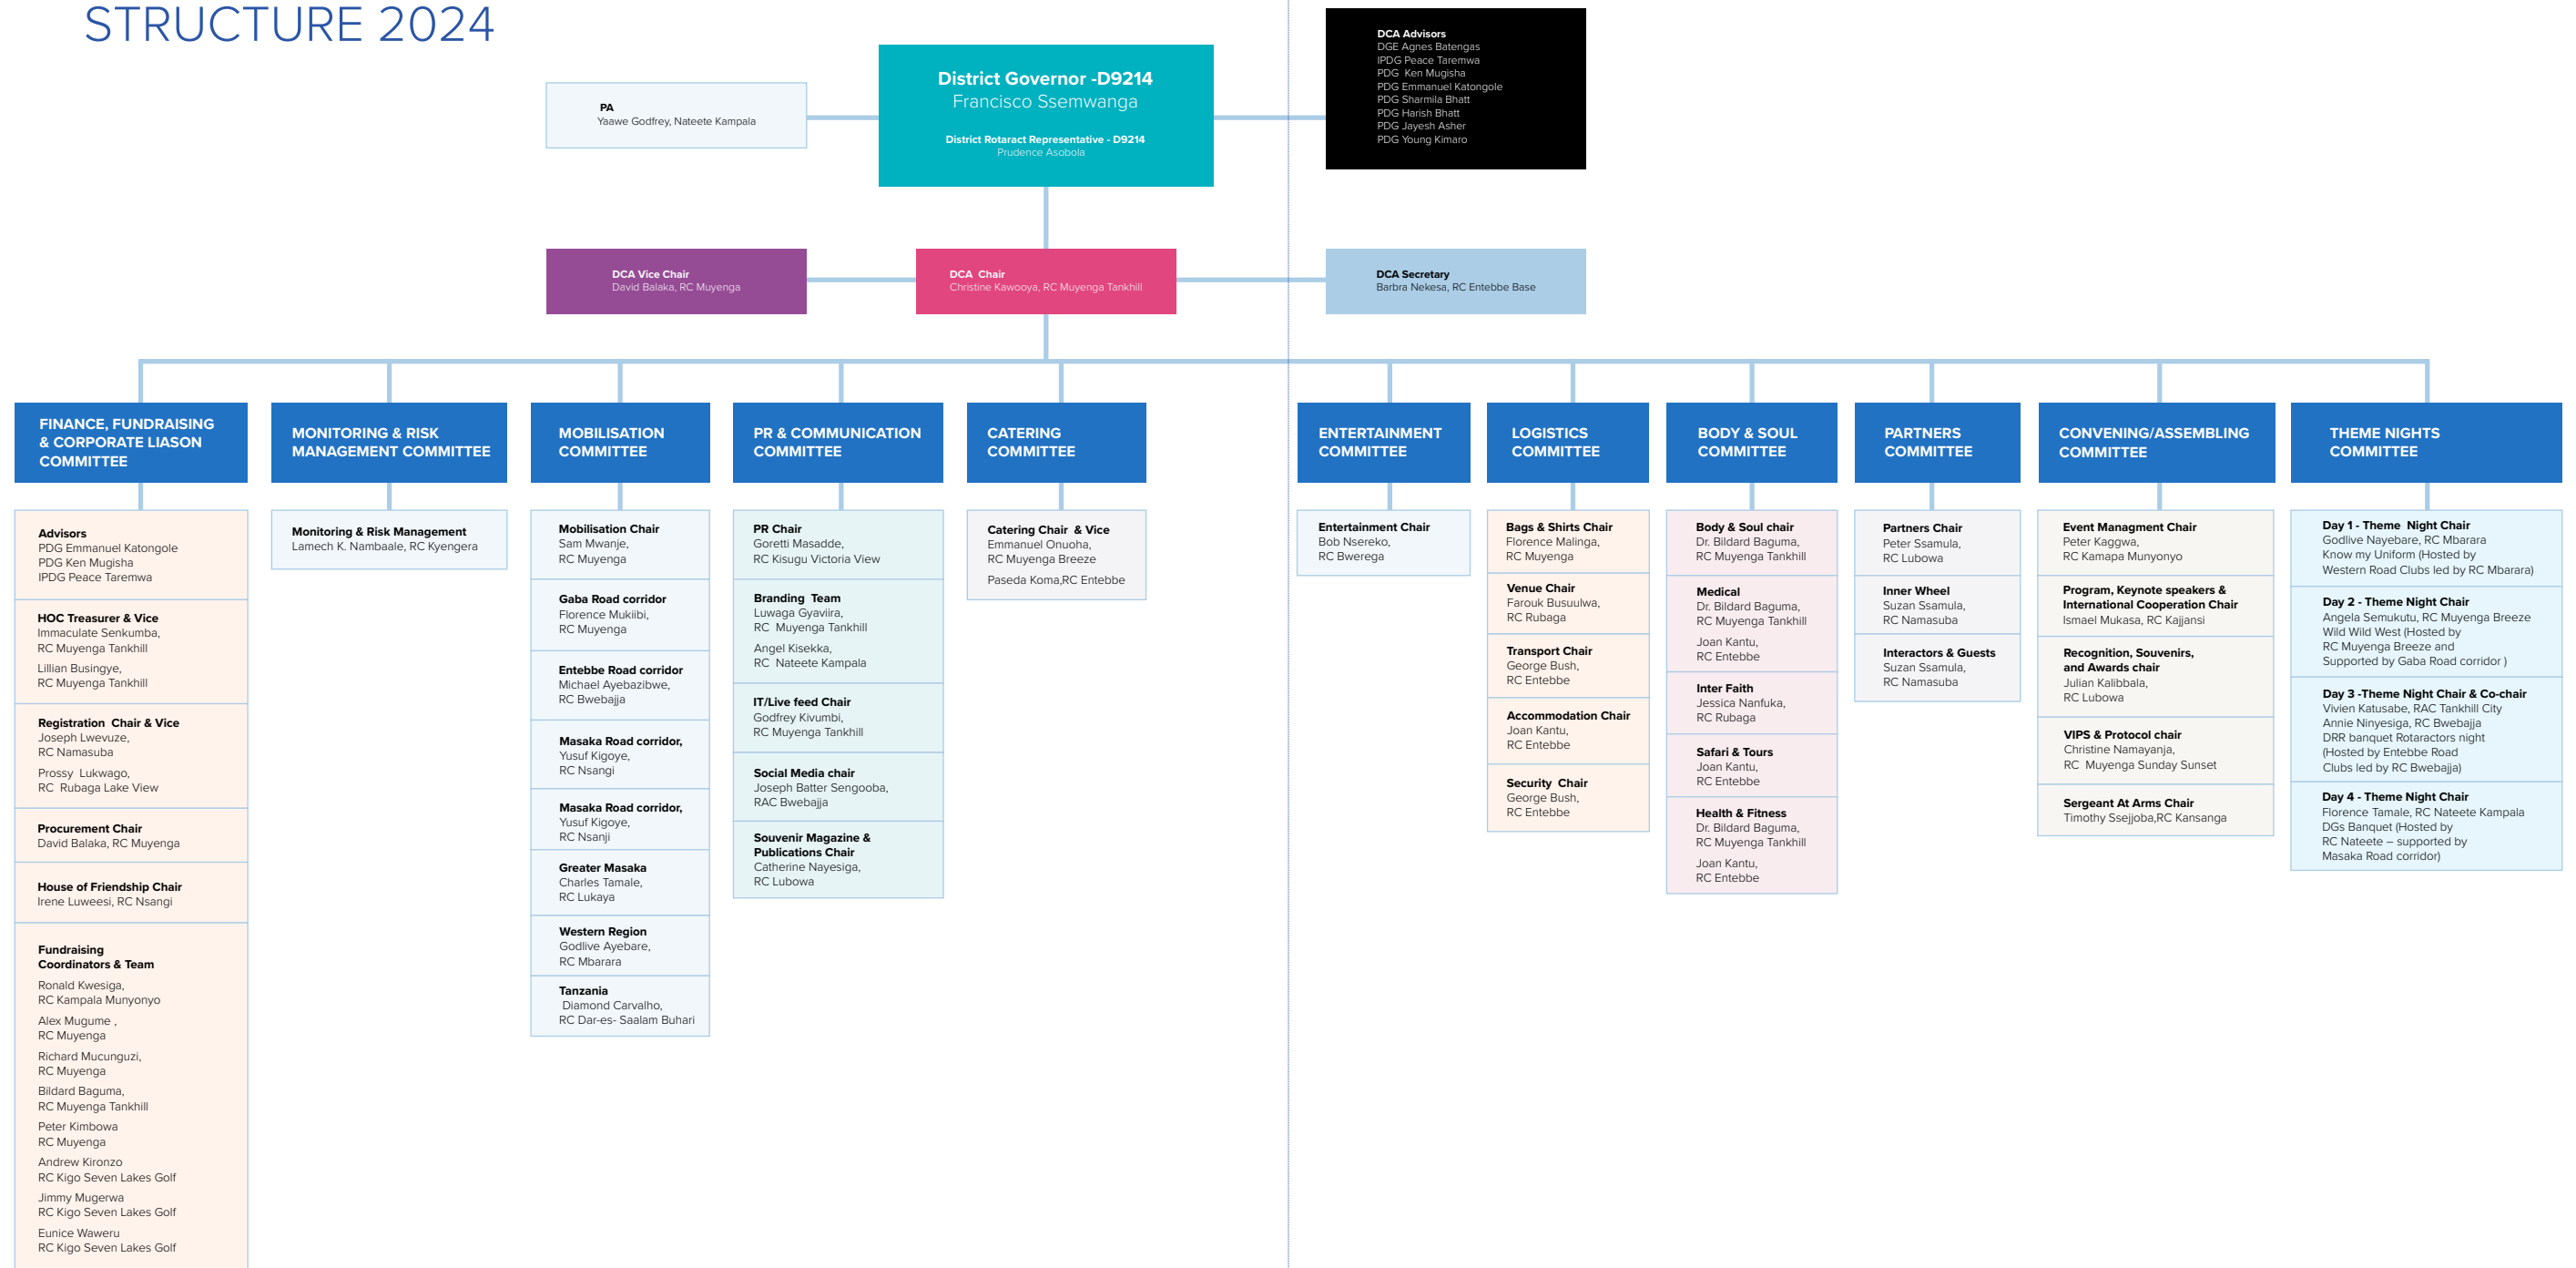 STRUCTURE 2024
PA
Yaawe Godfrey, Nateete Kampala
District Governor -D9214
Francisco Ssemwanga
District Rotaract Representative - D9214
Prudence Asobola
DCA Advisors
DGE Agnes Batengas
IPDG Peace Taremwa
PDG Ken Mugisha
PDG Emmanuel Katongole
PDG Sharmila Bhatt
PDG Harish Bhatt
PDG Jayesh Asher
PDG Young Kimaro
DCA Vice Chair
David Balaka, RC Muyenga
DCA Chair
Christine Kawooya, RC Muyenga Tankhill
DCA Secretary
Barbra Nekesa, RC Entebbe Base
FINANCE, FUNDRAISING
& CORPORATE LIASON
COMMITTEE
Advisors
PDG Emmanuel Katongole
PDG Ken Mugisha
IPDG Peace Taremwa
HOC Treasurer & Vice
Immaculate Senkumba,
RC Muyenga Tankhill
Lillian Busingye,
RC Muyenga Tankhill
Registration Chair & Vice
Joseph Lwevuze,
RC Namasuba
Prossy Lukwago,
RC Rubaga Lake View
Procurement Chair
David Balaka, RC Muyenga
House of Friendship Chair
Irene Luweesi, RC Nsangi
Fundraising
Coordinators & Team
Ronald Kwesiga,
RC Kampala Munyonyo
Alex Mugume ,
RC Muyenga
Richard Mucunguzi,
RC Muyenga
Bildard Baguma,
RC Muyenga Tankhill
Peter Kimbowa
RC Muyenga
Andrew Kironzo
RC Kigo Seven Lakes Golf
Jimmy Mugerwa
RC Kigo Seven Lakes Golf
Eunice Waweru
RC Kigo Seven Lakes Golf
MONITORING & RISK
MANAGEMENT COMMITTEE
Monitoring & Risk Management
Lamech K. Nambaale, RC Kyengera
MOBILISATION
COMMITTEE
Mobilisation Chair
Sam Mwanje,
RC Muyenga
Gaba Road corridor
Florence Mukiibi,
RC Muyenga
Entebbe Road corridor
Michael Ayebazibwe,
RC Bwebajja
Masaka Road corridor,
Yusuf Kigoye,
RC Nsangi
Masaka Road corridor,
Yusuf Kigoye,
RC Nsanji
Greater Masaka
Charles Tamale,
RC Lukaya
Western Region
Godlive Ayebare,
RC Mbarara
Tanzania
Diamond Carvalho,
RC Dar-es- Saalam Buhari
PR & COMMUNICATION
COMMITTEE
PR Chair
Goretti Masadde,
RC Kisugu Victoria View
Branding Team
Luwaga Gyaviira,
RC Muyenga Tankhill
Angel Kisekka,
RC Nateete Kampala
IT/Live feed Chair
Godfrey Kivumbi,
RC Muyenga Tankhill
Social Media chair
Joseph Batter Sengooba,
RAC Bwebajja
Souvenir Magazine &
Publications Chair
Catherine Nayesiga,
RC Lubowa
CATERING
COMMITTEE
Catering Chair & Vice
Emmanuel Onuoha,
RC Muyenga Breeze
Paseda Koma,RC Entebbe
ENTERTAINMENT
COMMITTEE
Entertainment Chair
Bob Nsereko,
RC Bwerega
LOGISTICS
COMMITTEE
Bags & Shirts Chair
Florence Malinga,
RC Muyenga
Venue Chair
Farouk Busuulwa,
RC Rubaga
Transport Chair
George Bush,
RC Entebbe
Accommodation Chair
Joan Kantu,
RC Entebbe
Security Chair
George Bush,
RC Entebbe
BODY & SOUL
COMMITTEE
Body & Soul chair
Dr. Bildard Baguma,
RC Muyenga Tankhill
Medical
Dr. Bildard Baguma,
RC Muyenga Tankhill
Joan Kantu,
RC Entebbe
Inter Faith
Jessica Nanfuka,
RC Rubaga
Safari & Tours
Joan Kantu,
RC Entebbe
Health & Fitness
Dr. Bildard Baguma,
RC Muyenga Tankhill
Joan Kantu,
RC Entebbe
PARTNERS
COMMITTEE
Partners Chair
Peter Ssamula,
RC Lubowa
Inner Wheel
Suzan Ssamula,
RC Namasuba
Interactors & Guests
Suzan Ssamula,
RC Namasuba
CONVENING/ASSEMBLING
COMMITTEE
Event Managment Chair
Peter Kaggwa,
RC Kamapa Munyonyo
Program, Keynote speakers &
International Cooperation Chair
Ismael Mukasa, RC Kajjansi
Recognition, Souvenirs,
and Awards chair
Julian Kalibbala,
RC Lubowa
VIPS & Protocol chair
Christine Namayanja,
RC Muyenga Sunday Sunset
Sergeant At Arms Chair
Timothy Ssejjoba,RC Kansanga
THEME NIGHTS
COMMITTEE
Day 1 - Theme Night Chair
Godlive Nayebare, RC Mbarara
Know my Uniform (Hosted by
Western Road Clubs led by RC Mbarara)
Day 2 - Theme Night Chair
Angela Semukutu, RC Muyenga Breeze
Wild Wild West (Hosted by
RC Muyenga Breeze and
Supported by Gaba Road corridor )
Day 3 -Theme Night Chair & Co-chair
Vivien Katusabe, RAC Tankhill City
Annie Ninyesiga, RC Bwebajja
DRR banquet Rotaractors night
(Hosted by Entebbe Road
Clubs led by RC Bwebajja)
Day 4 - Theme Night Chair
Florence Tamale, RC Nateete Kampala
DGs Banquet (Hosted by
RC Nateete – supported by
Masaka Road corridor)